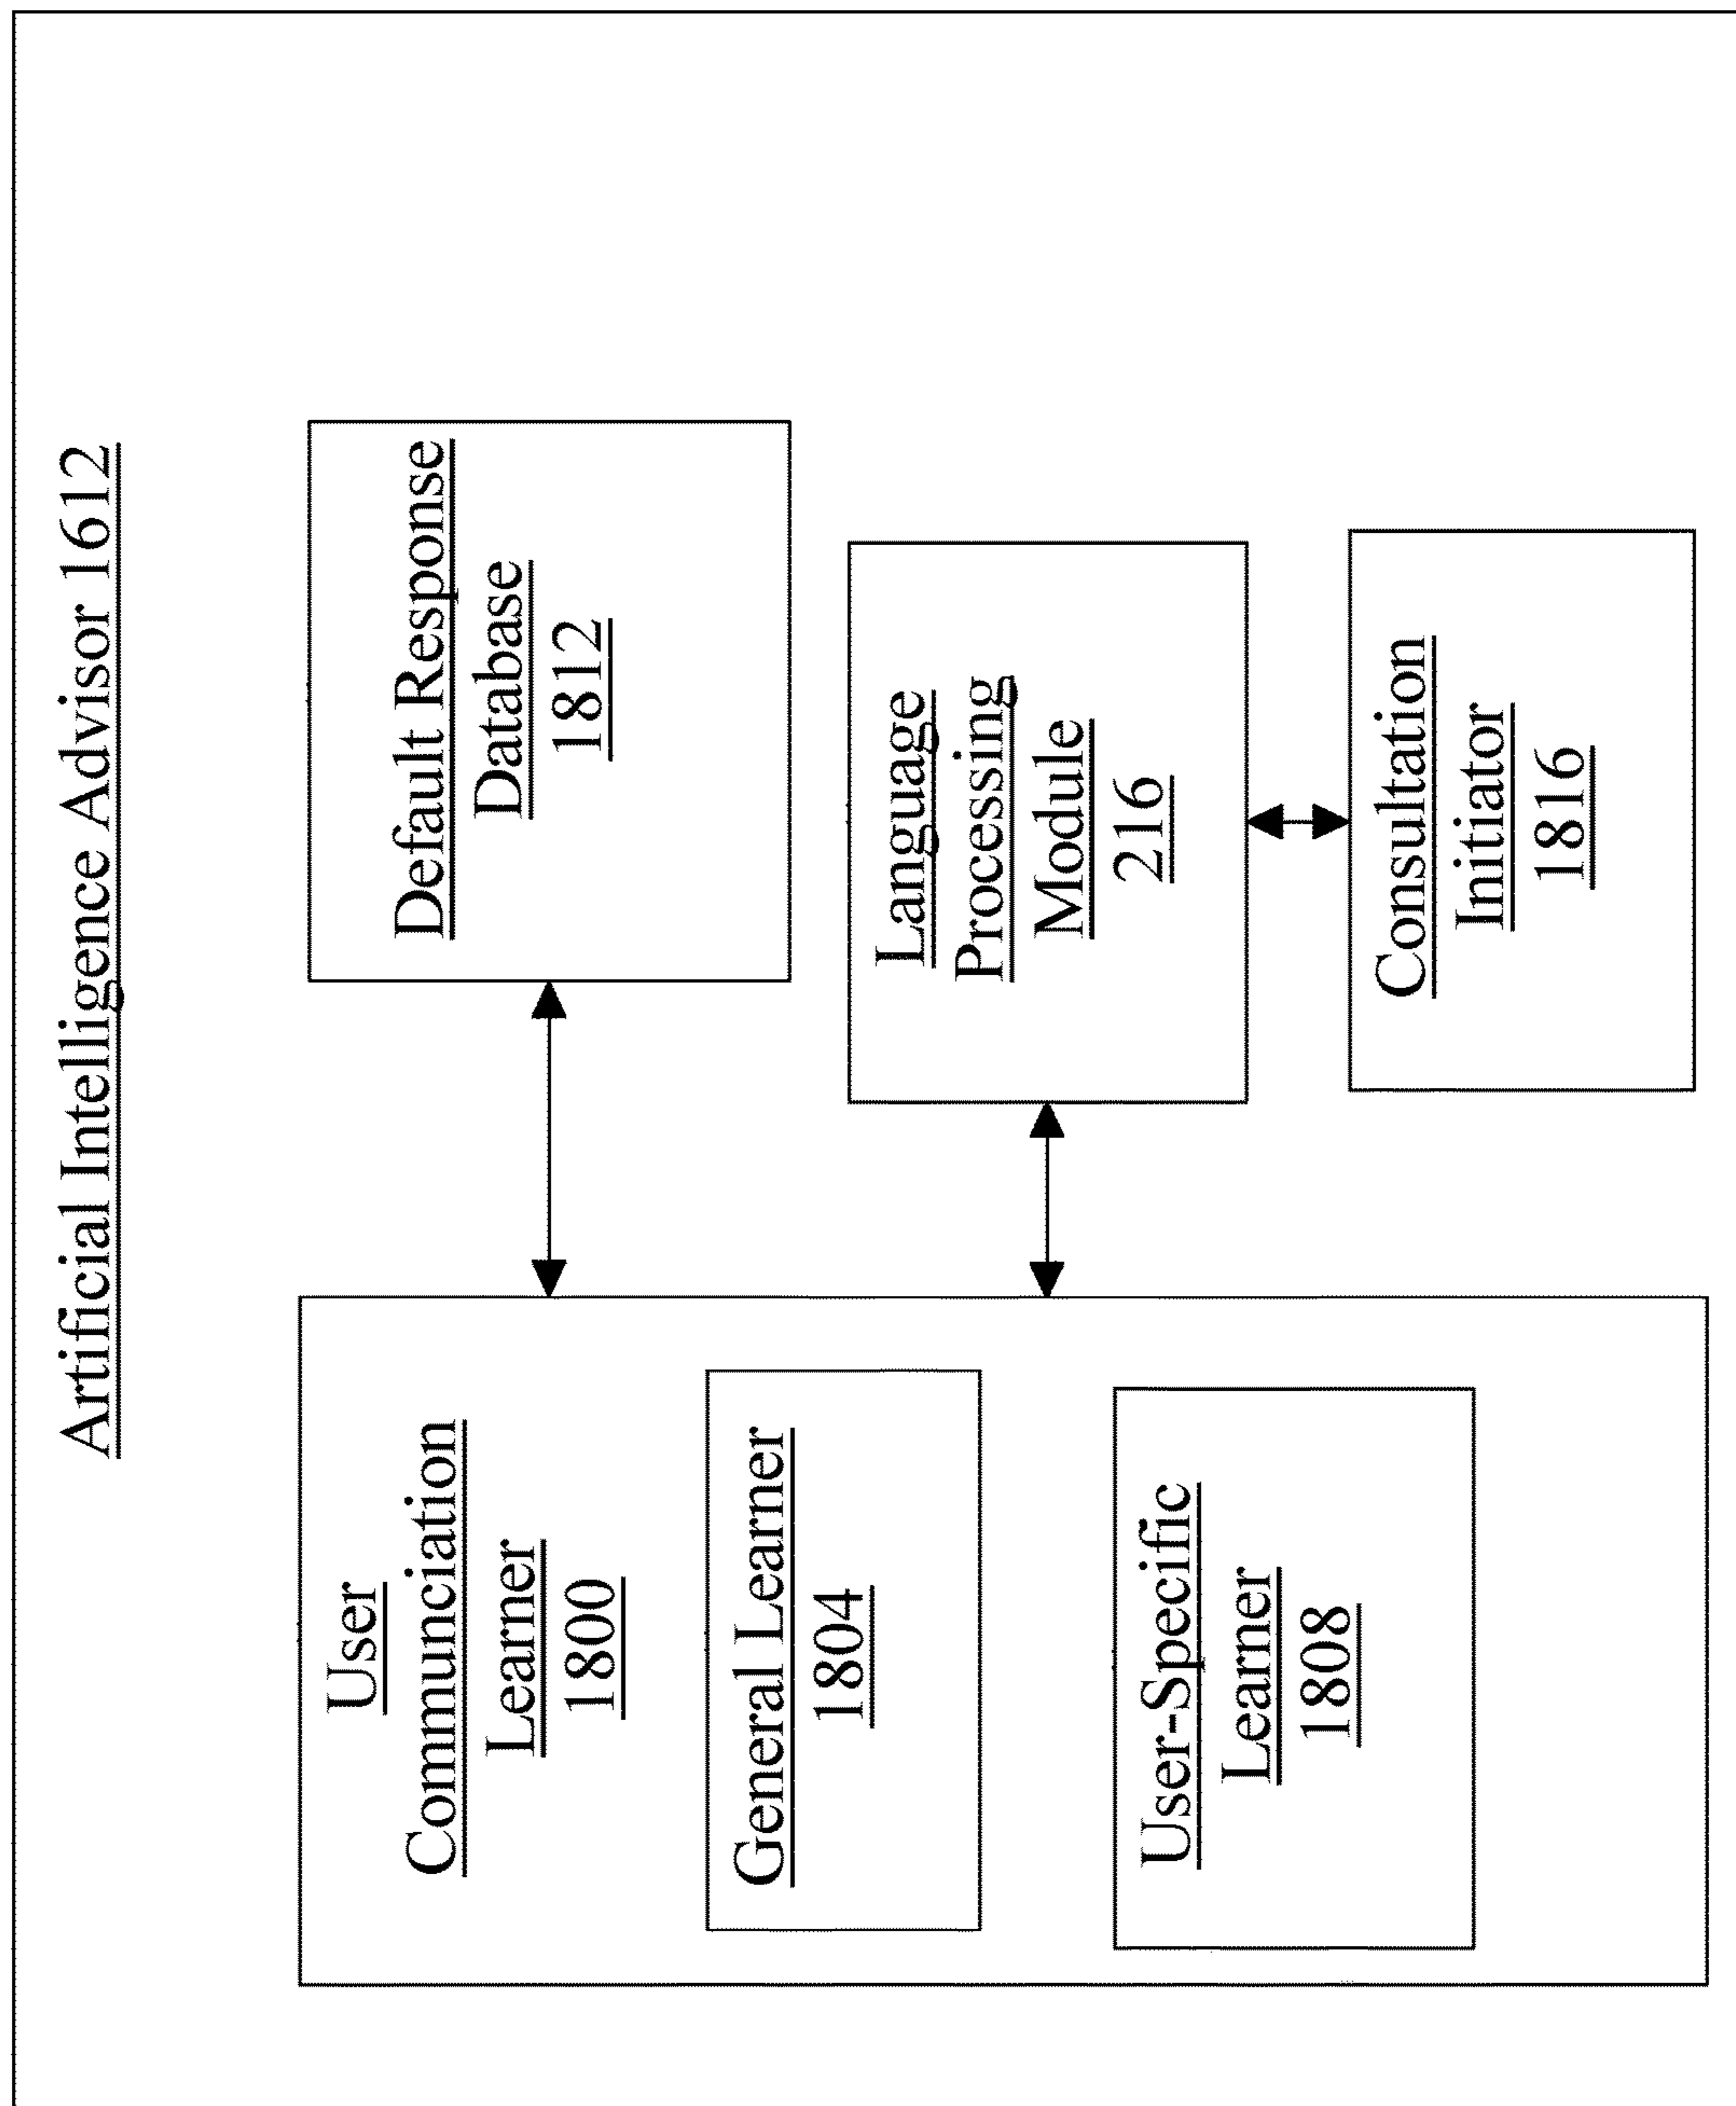 Artificial Intelligence Advisor 1612
User
Communciation
Learner
1800
General Learner
1804
User-Specific
Learner
1808
Default Response
Database
1812
Language
Processing
Module
216
Consultation
Initiator
1816